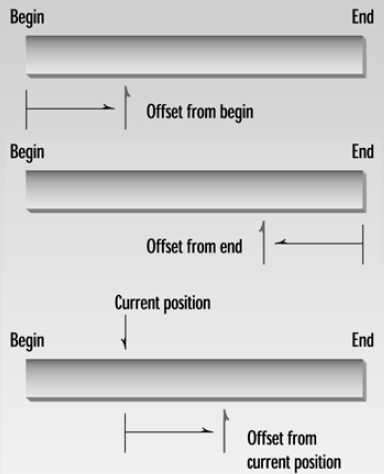 Begin End
Offset from begin
Begin End
Offset from end
Current position
Begin End
Offset from
current position